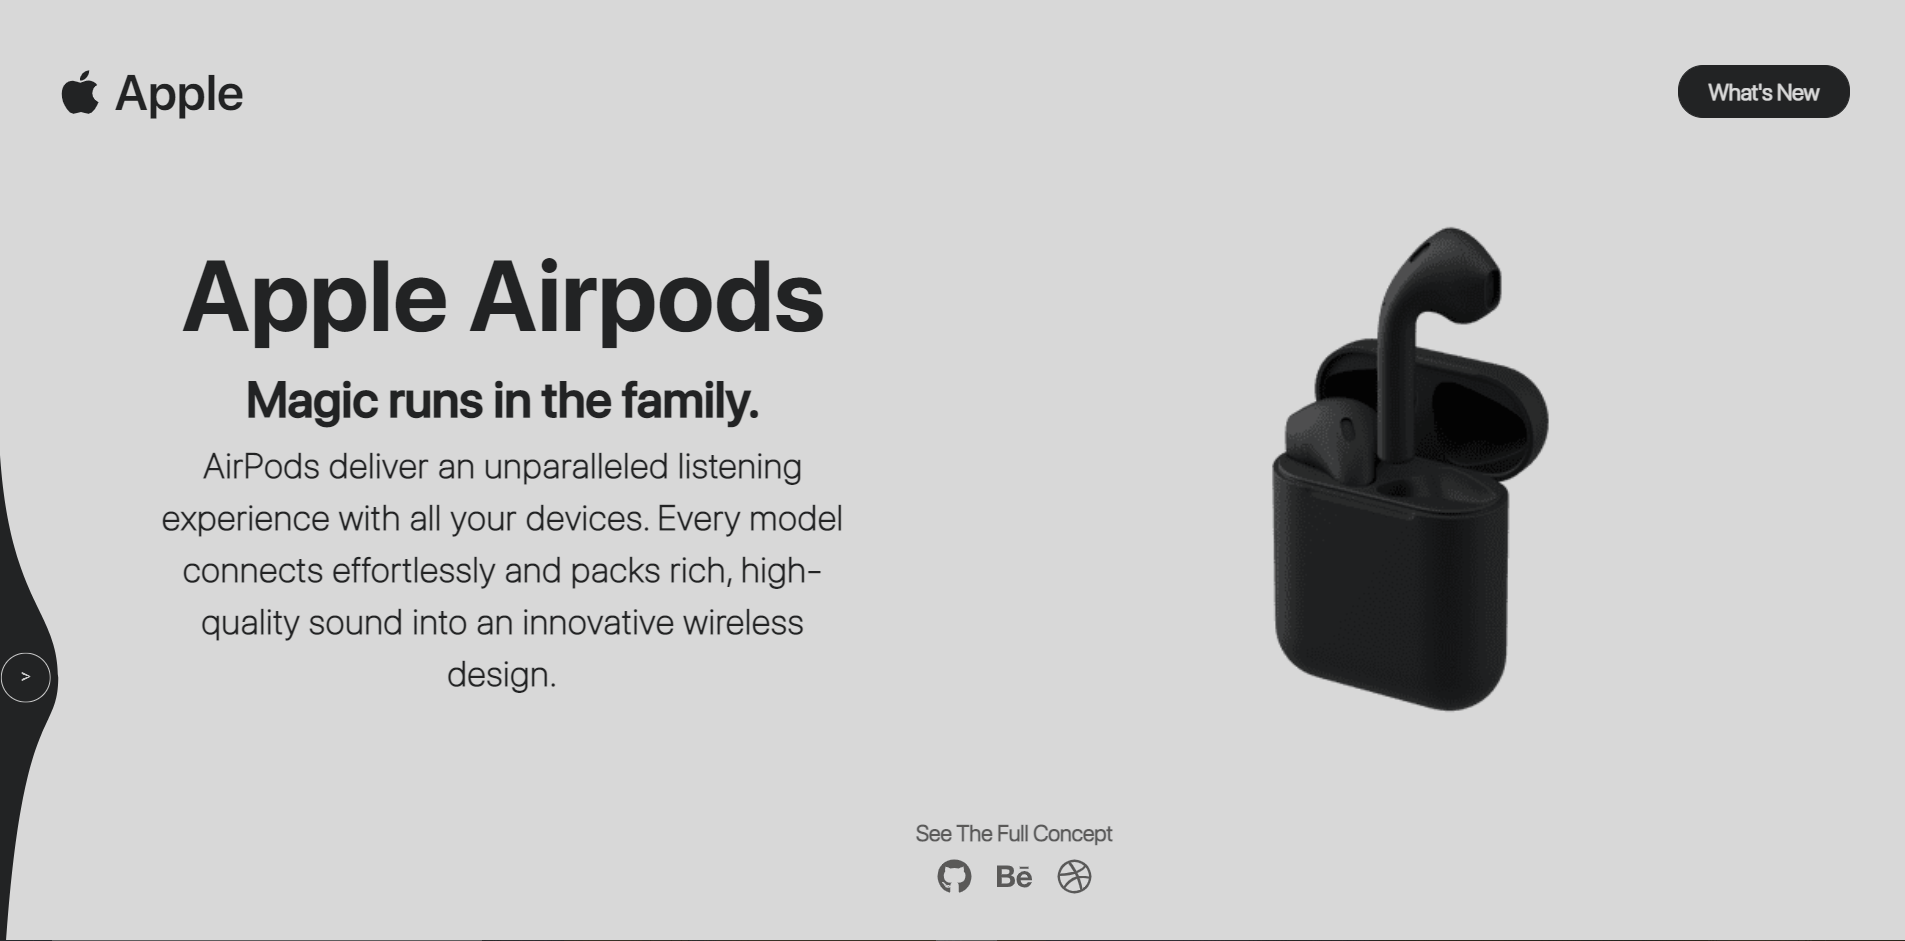 Apple
What's New
Apple Airpods
Magic runs in the family.
AirPods deliver an unparalleled listening
experience with all your devices. Every model
connects effortlessly and packs rich, high-
quality sound into an innovative wireless
design.
>
See The Full Concept
Bē